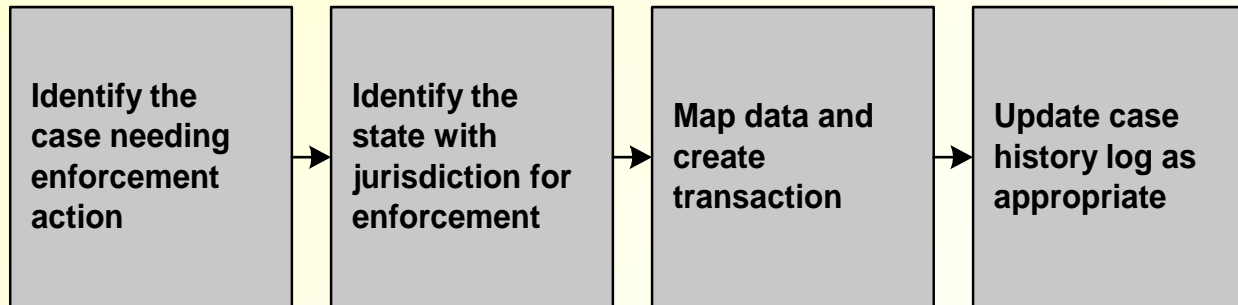 Identify the
case needing
enforcement
action
Identify the
state with
jurisdiction for
enforcement
Map data and
create
transaction
Update case
history log as
appropriate